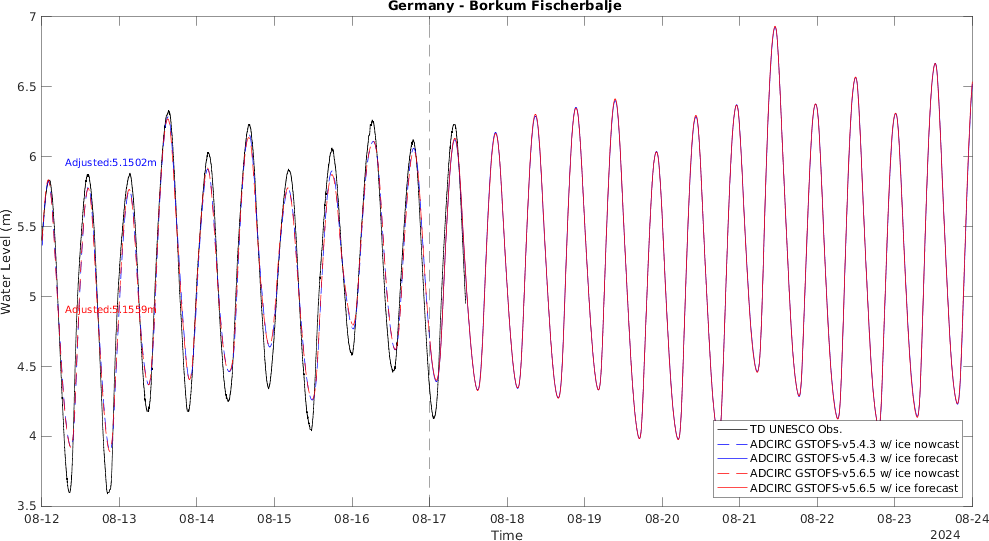 Germany - Borkum Fischerbalje
7
6.5
6
5.5
5
4.5
4
3.5
Water Level (m)
Adjusted:5.1502m
Adjusted:5.1559m
TD UNESCO Obs.
ADCIRC GSTOFS-v5.4.3 w/ ice nowcast
ADCIRC GSTOFS-v5.4.3 w/ ice forecast
ADCIRC GSTOFS-v5.6.5 w/ ice nowcast
ADCIRC GSTOFS-v5.6.5 w/ ice forecast
08-12 08-13 08-14 08-15 08-16 08-17 08-18 08-19 08-20 08-21 08-22 08-23 08-24
Time
2024